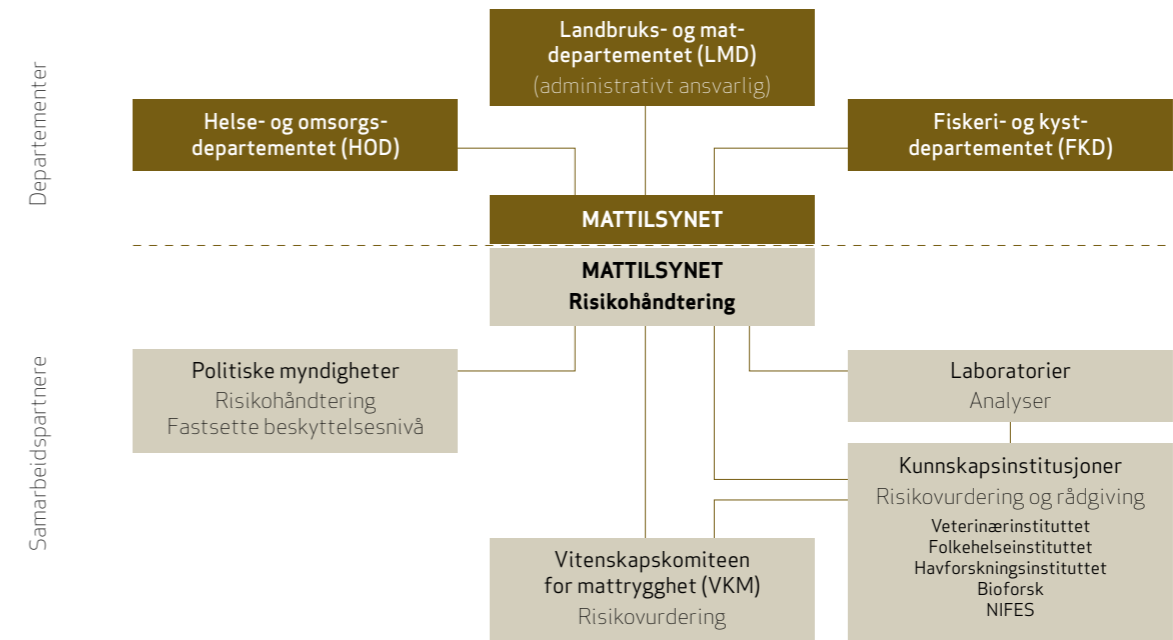 Departementer
Landbruks- og mat-
departementet (LMD)
(administrativt ansvarlig)
Helse- og omsorgs-
departementet (HOD)
Fiskeri- og kyst-
departementet (FKD)
MATTILSYNET
Samarbeidspartnere
MATTILSYNET
Risikohåndtering
Politiske myndigheter
Risikohåndtering
Fastsette beskyttelsesnivå
Laboratorier
Analyser
Kunnskapsinstitusjoner
Risikovurdering og rådgiving
Veterinærinstituttet
Folkehelseinstituttet
Havforskningsinstituttet
Bioforsk
NIFES
Vitenskapskomiteen
for mattrygghet (VKM)
Risikovurdering